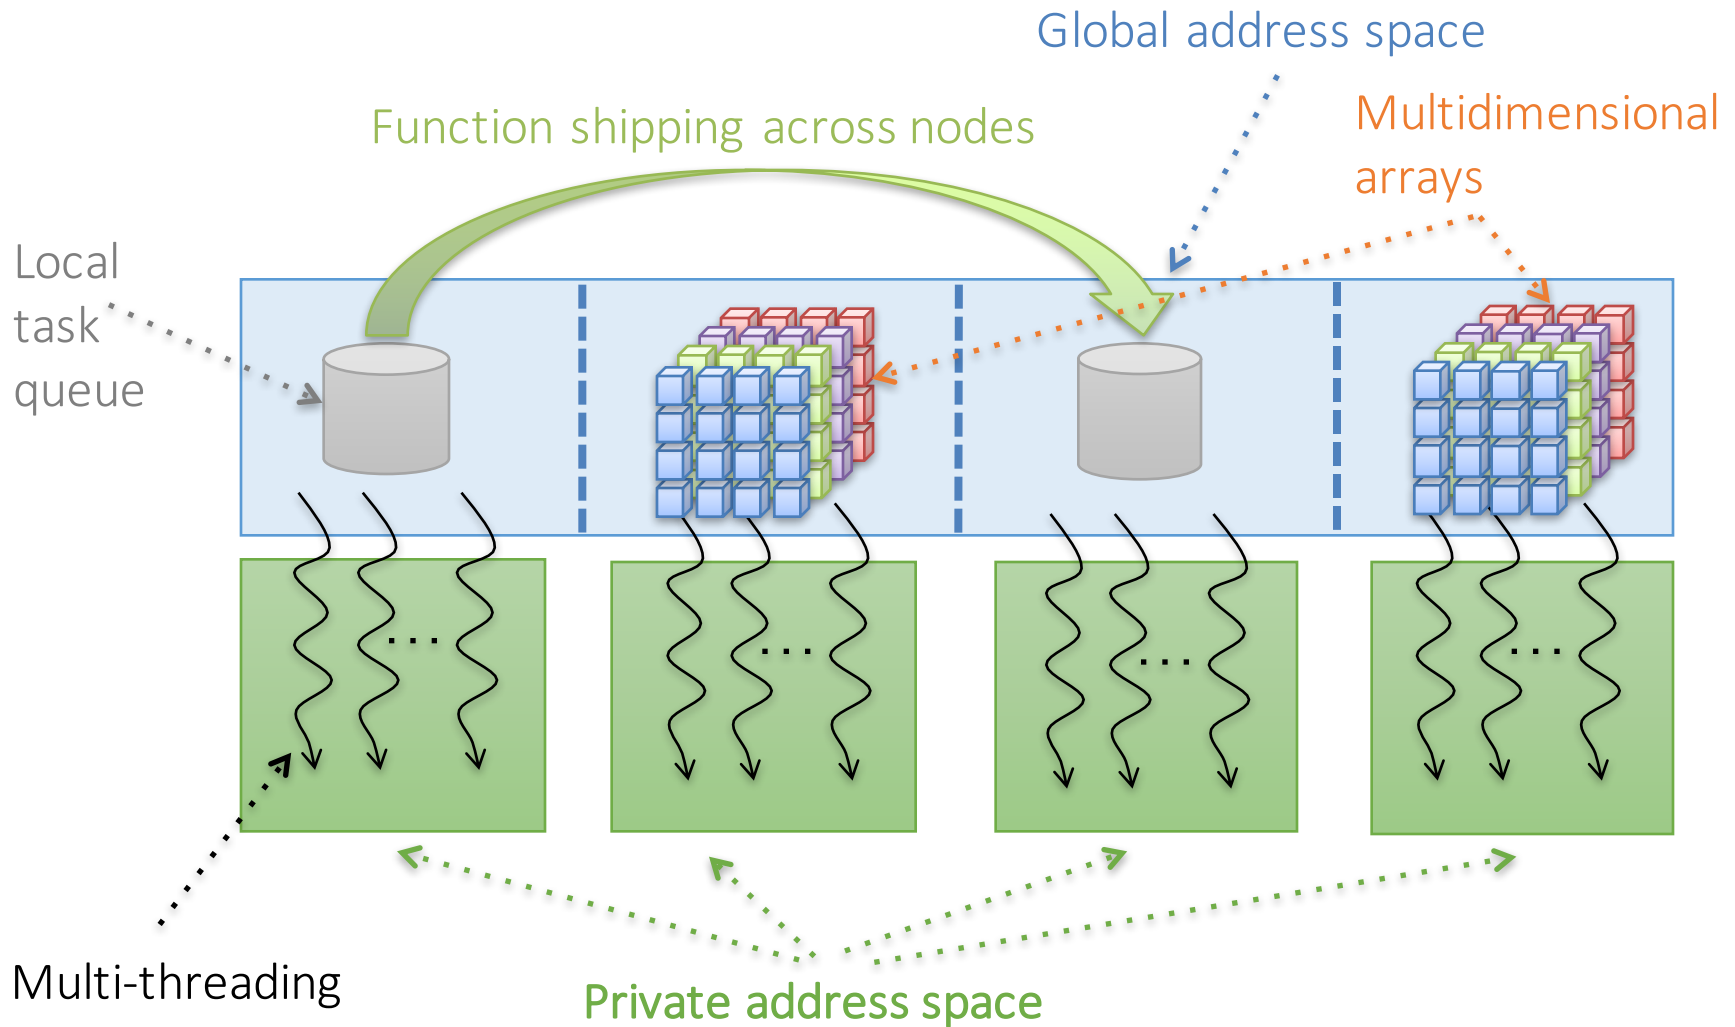 Global address space
Function shipping across nodes
Multidimensional
arrays
Local
task
queue
. . .
. . .
. . .
. . .
Multi-threading
Private address space